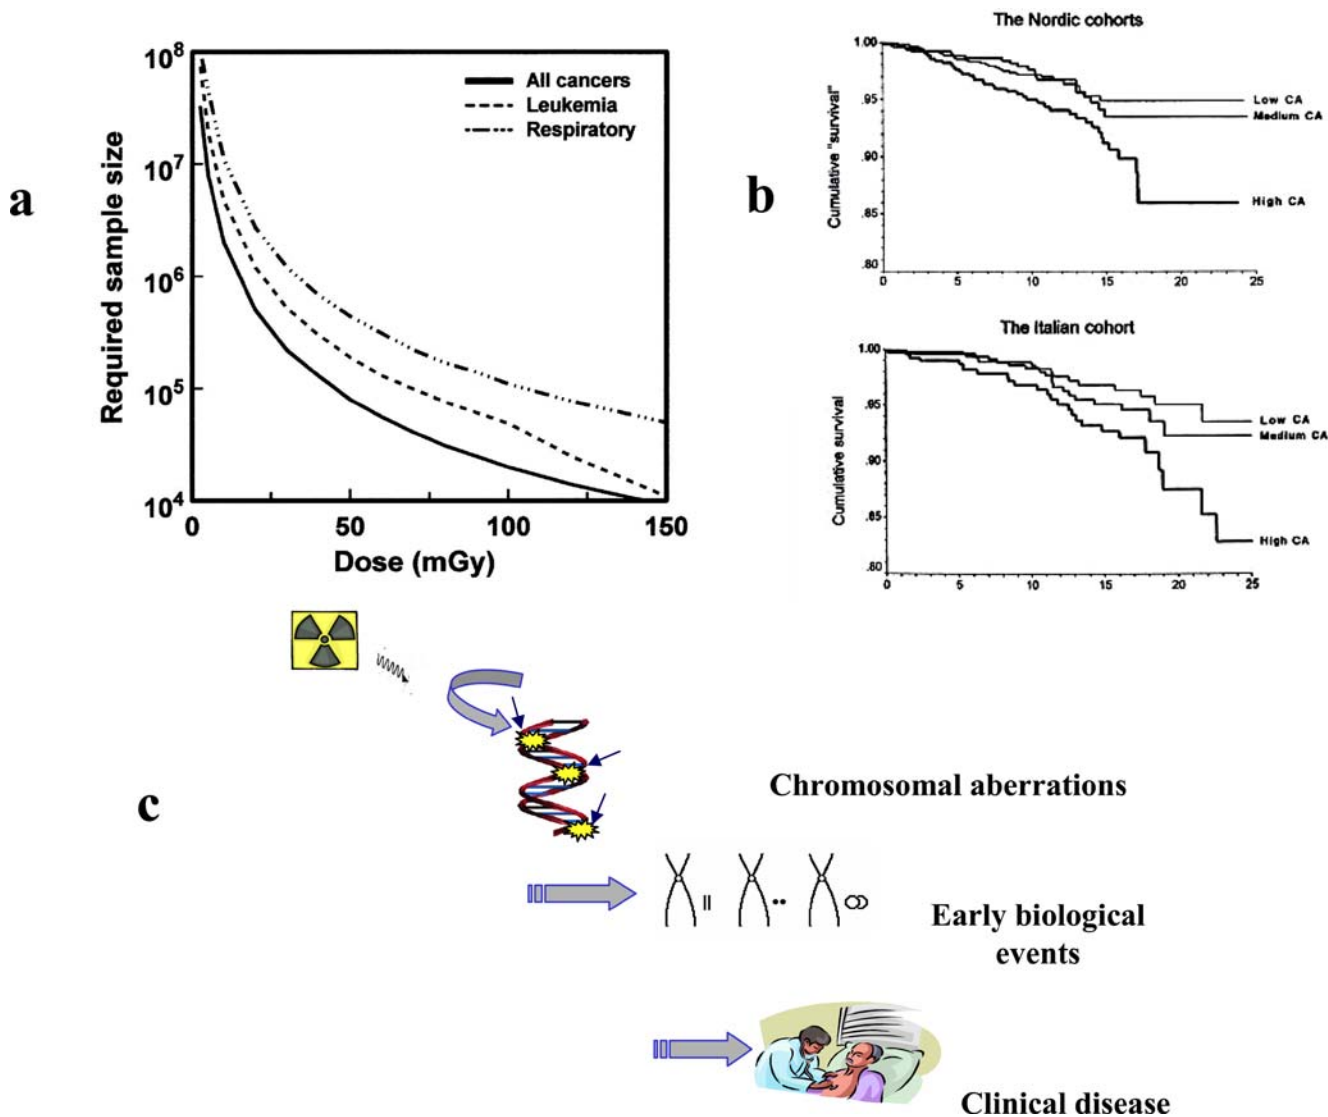 a
10⁸
10⁷
10⁶
10⁵
10⁴
Required sample size
All cancers
Leukemia
Respiratory
0
50
100
150
Dose (mGy)
b
The Nordic cohorts
Cumulative "survival"
1.00
.95
.90
.85
.80
Low CA
Medium CA
High CA
0
5
10
15
20
25
The Italian cohort
Cumulative survival
1.00
.95
.90
.85
.80
Low CA
Medium CA
High CA
0
5
10
15
20
25
c
Chromosomal aberrations
Early biological
events
Clinical disease